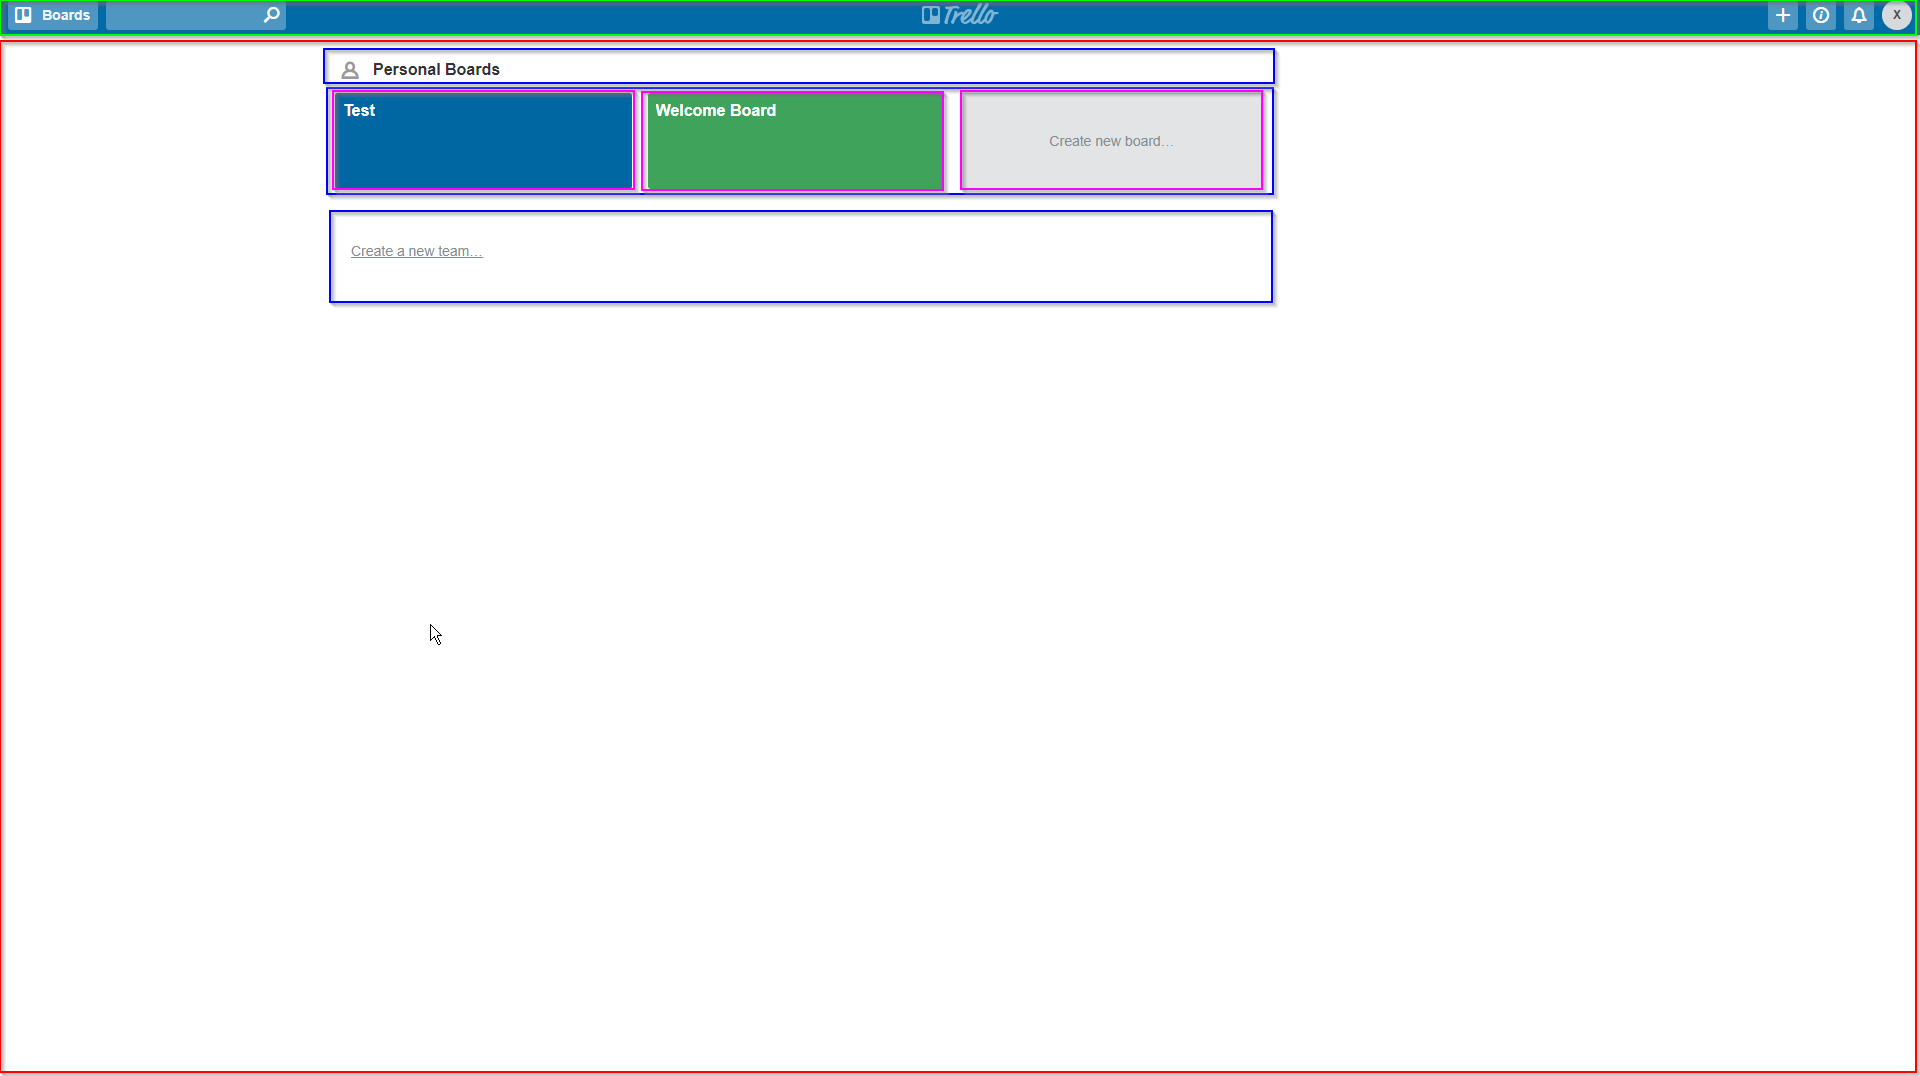 Boards
Trello
X
Personal Boards
Test
Welcome Board
Create new board…
Create a new team…